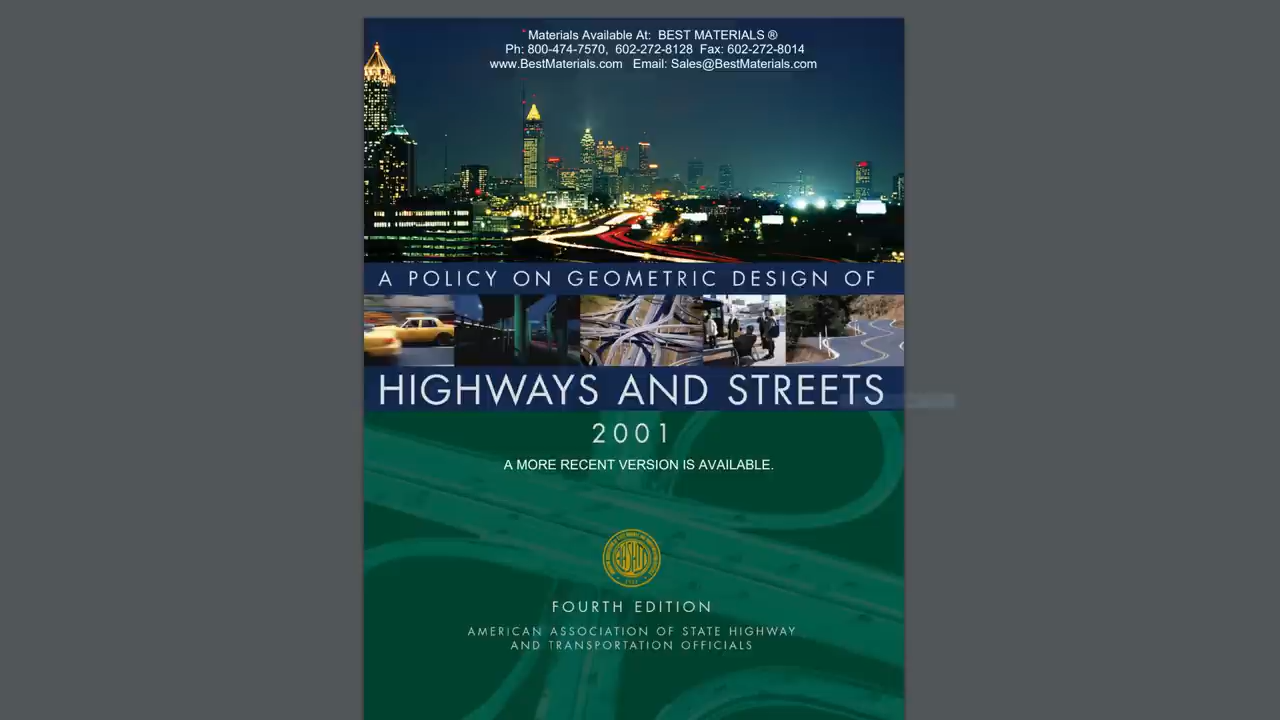 Materials Available At: BEST MATERIALS ®
Ph: 800-474-7570, 602-272-8128 Fax: 602-272-8014
www.BestMaterials.com Email: Sales@BestMaterials.com
A POLICY ON GEOMETRIC DESIGN OF
HIGHWAYS AND STREETS
2001
A MORE RECENT VERSION IS AVAILABLE.
FOURTH EDITION
AMERICAN ASSOCIATION OF STATE HIGHWAY
AND TRANSPORTATION OFFICIALS